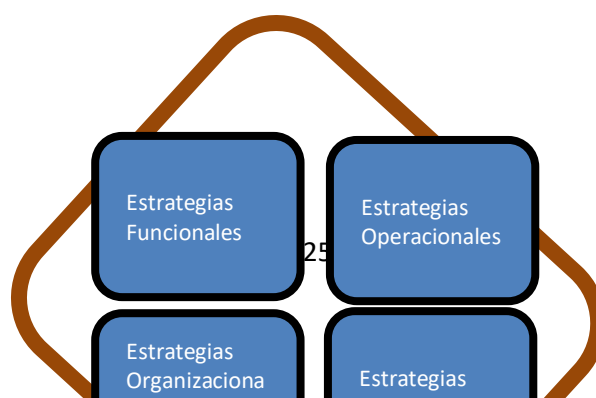 Estrategias
Funcionales
Estrategias
Operacionales
25
Estrategias
Organizaciona
Estrategias